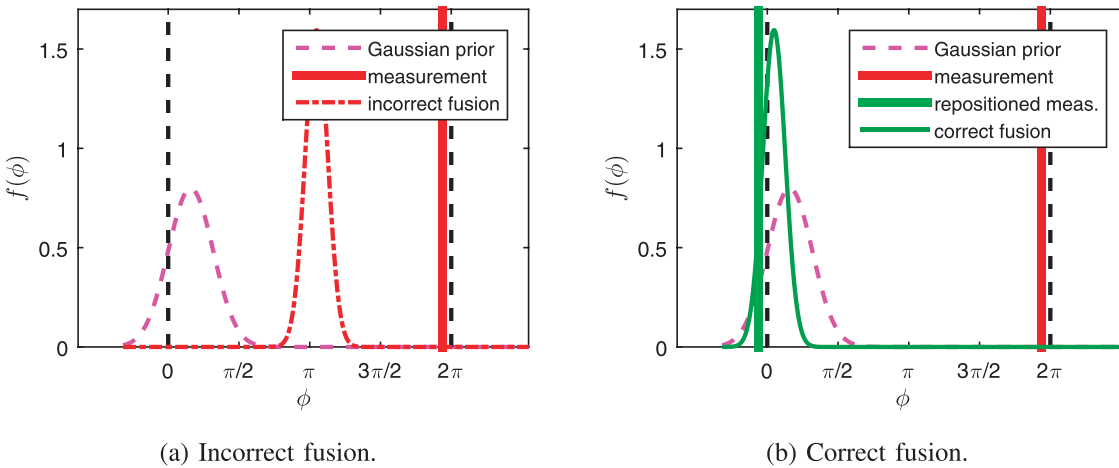 Gaussian prior
measurement
incorrect fusion
1.5
1
0.5
0
f(ϕ)
0 π/2 π 3π/2 2π
ϕ
(a) Incorrect fusion.
Gaussian prior
measurement
repositioned meas.
correct fusion
1.5
1
0.5
0
f(ϕ)
0 π/2 π 3π/2 2π
ϕ
(b) Correct fusion.